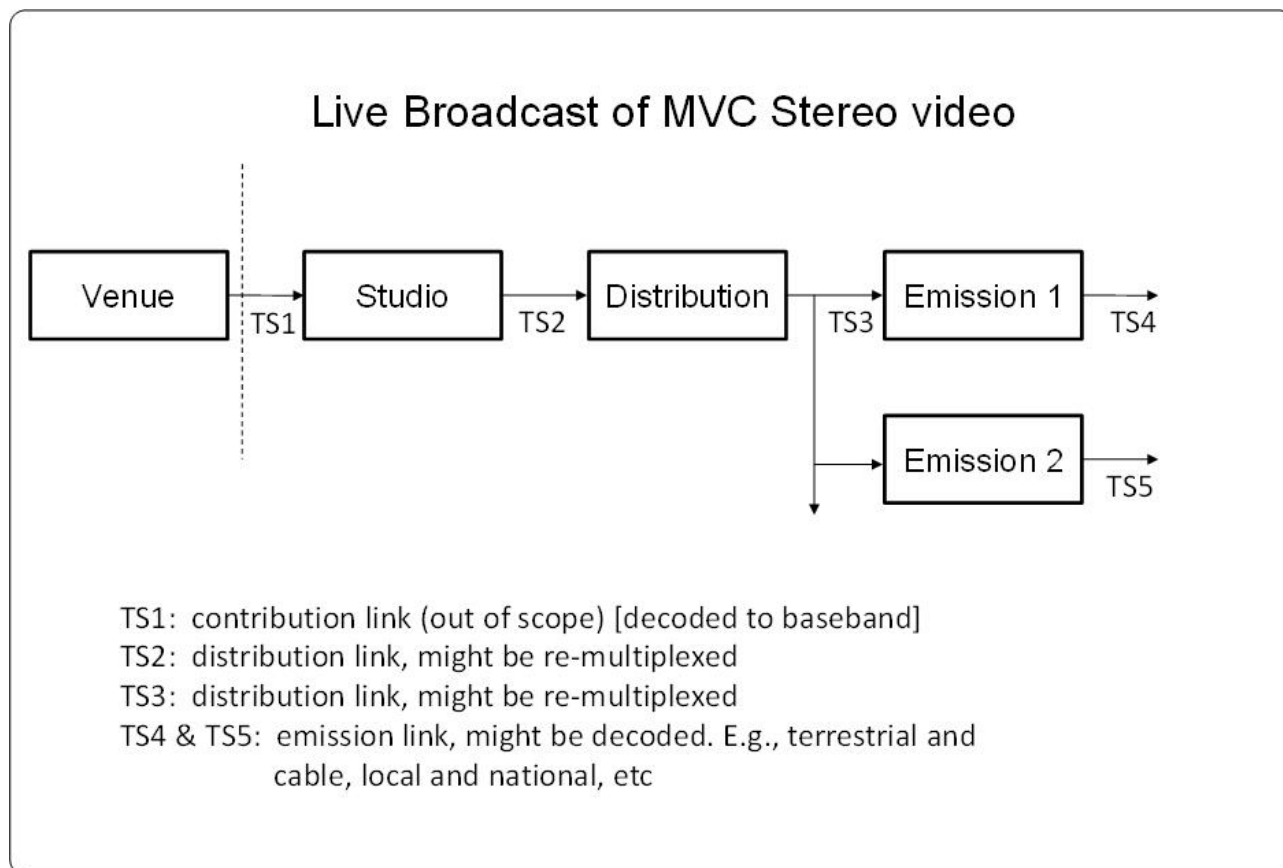 Live Broadcast of MVC Stereo video
Venue
TS1
Studio
TS2
Distribution
TS3
Emission 1
TS4
Emission 2
TS5
TS1: contribution link (out of scope) [decoded to baseband]
TS2: distribution link, might be re-multiplexed
TS3: distribution link, might be re-multiplexed
TS4 & TS5: emission link, might be decoded. E.g., terrestrial and
cable, local and national, etc